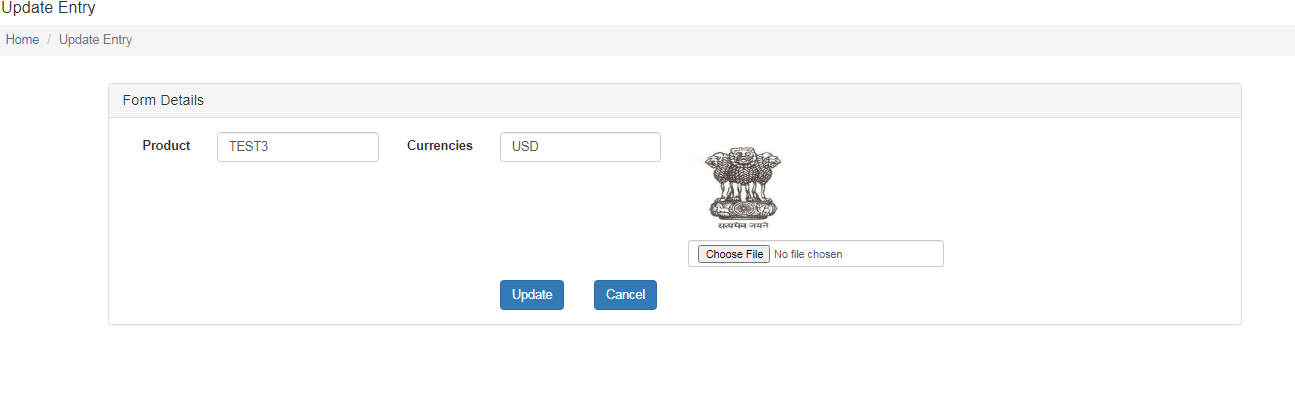 Update Entry
Home / Update Entry
Form Details
Product TEST3 Currencies USD
सत्यमेव जयते
Choose File No file chosen
Update Cancel